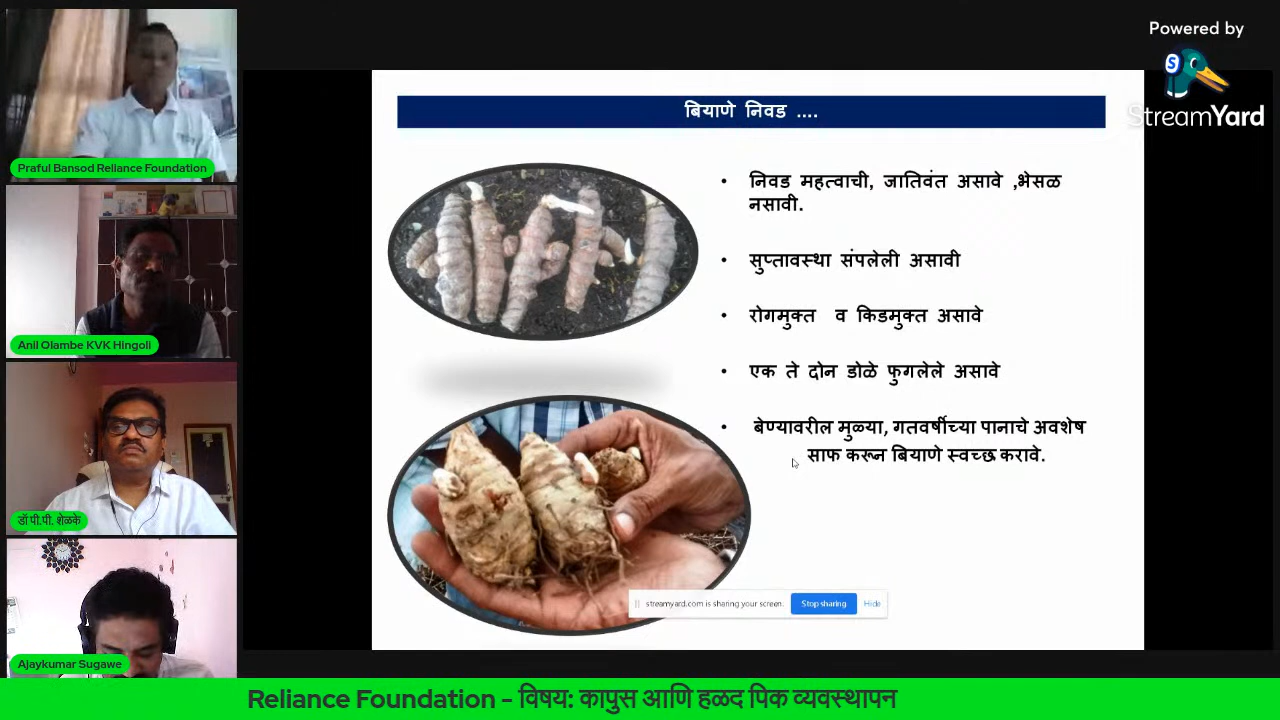 Powered by
StreamYard
Praful Bansod Reliance Foundation
Anil Olambe KVK Hingoli
डॉ पी.पी. शेळके
Ajaykumar Sugawe
बियाणे निवड ....
• निवड महत्वाची, जातिवंत असावे ,भेसळ
नसावी.
• सुप्तावस्था संपलेली असावी
• रोगमुक्त व किडमुक्त असावे
• एक ते दोन डोळे फुगलेले असावे
• बेण्यावरील मुळ्या, गतवर्षीच्या पानाचे अवशेष
साफ करून बियाणे स्वच्छ करावे.
streamyard.com is sharing your screen. Stop sharing Hide
Reliance Foundation - विषय: कापुस आणि हळद पिक व्यवस्थापन